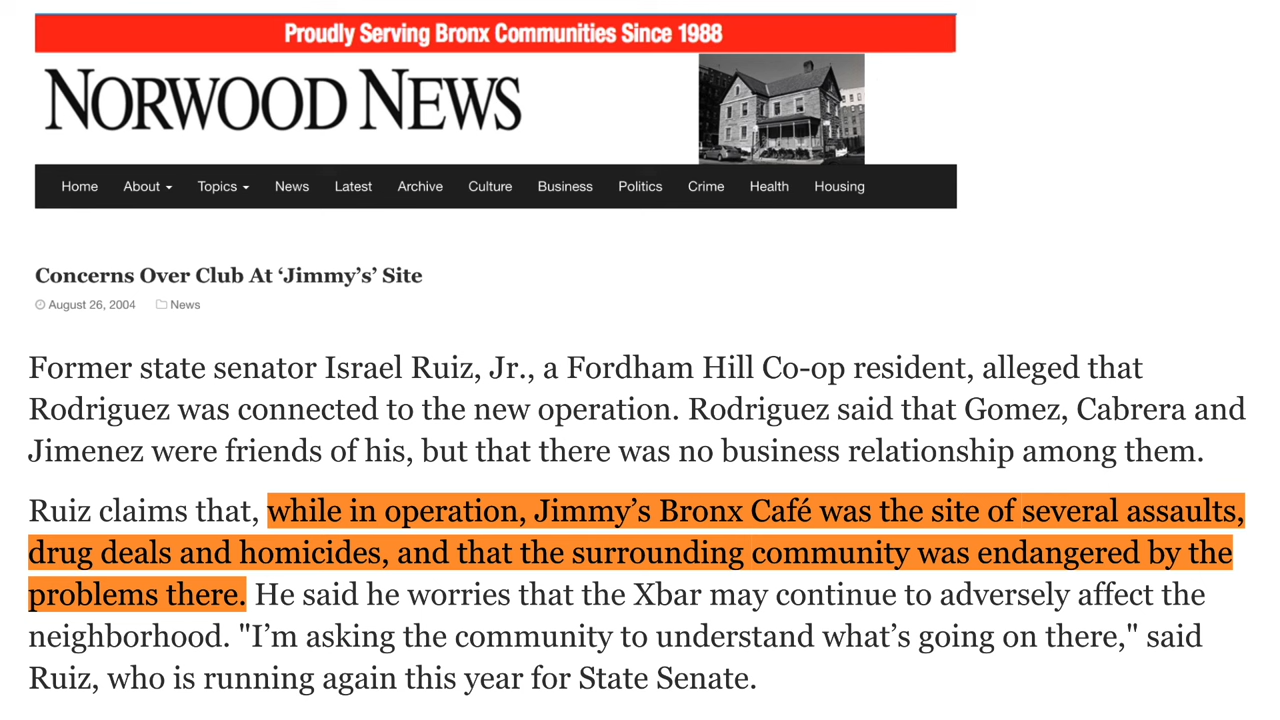 Proudly Serving Bronx Communities Since 1988
NORWOOD NEWS
Home About Topics News Latest Archive Culture Business Politics Crime Health Housing
Concerns Over Club At ‘Jimmy’s’ Site
August 26, 2004 News
Former state senator Israel Ruiz, Jr., a Fordham Hill Co-op resident, alleged that
Rodriguez was connected to the new operation. Rodriguez said that Gomez, Cabrera and
Jimenez were friends of his, but that there was no business relationship among them.
Ruiz claims that, while in operation, Jimmy’s Bronx Café was the site of several assaults,
drug deals and homicides, and that the surrounding community was endangered by the
problems there. He said he worries that the Xbar may continue to adversely affect the
neighborhood. "I’m asking the community to understand what’s going on there," said
Ruiz, who is running again this year for State Senate.